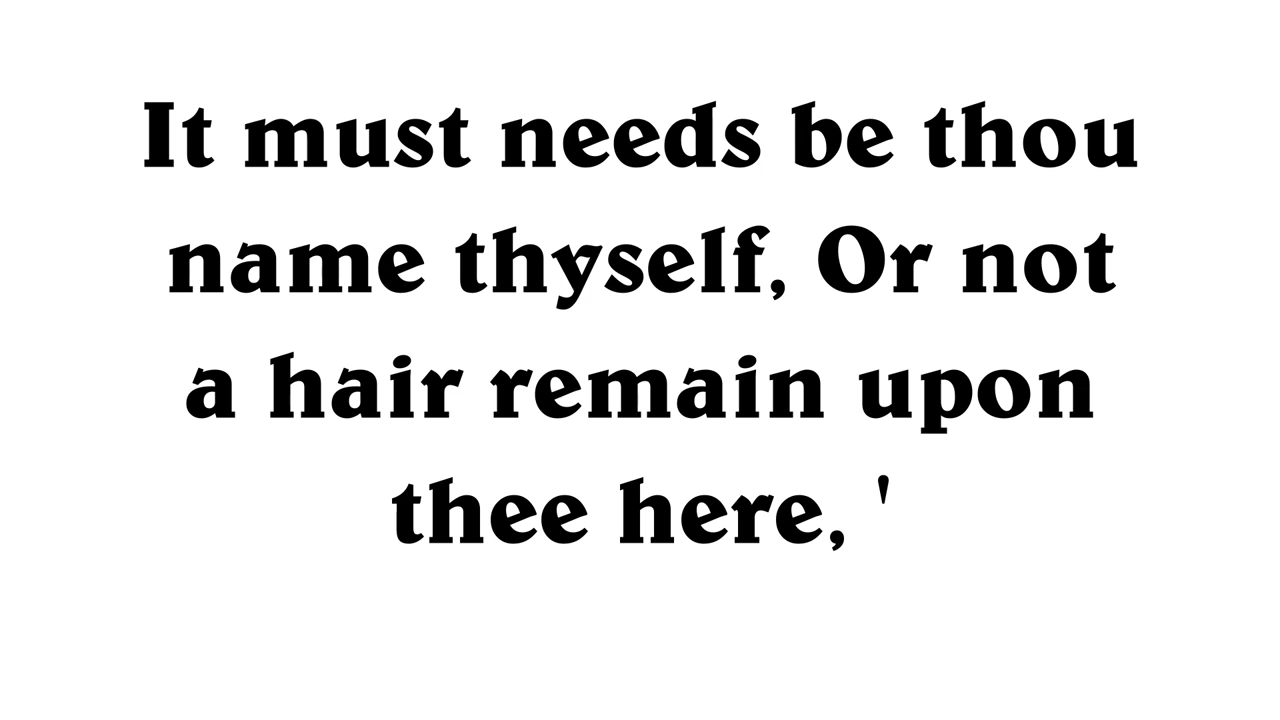 It must needs be thou
name thyself, Or not
a hair remain upon
thee here, '